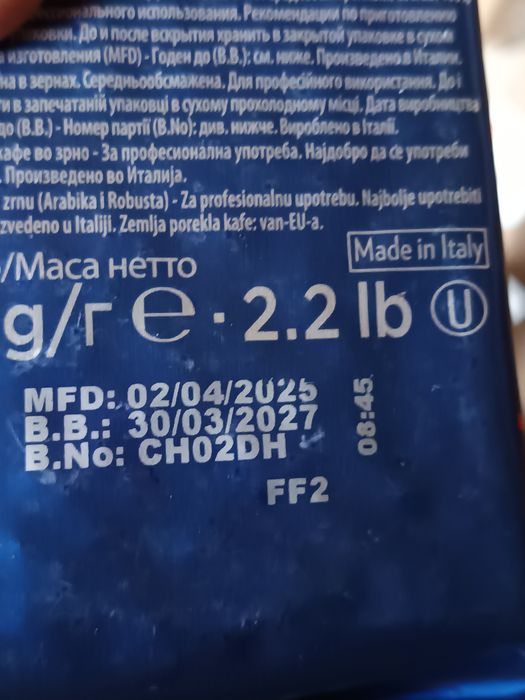 использования. Рекомендации по приготовлению
До и после вскрытия хранить в закрытой упаковке в сухом
изготовления (MFD) - Годен до (B.B.): см. ниже. Произведено в Италии.
на в зернах. Середньообсмажена. Для професійного використання. До і
ти в запечатаній упаковці в сухому прохолодному місці. Дата виробництва
до (B.B.) - Номер партії (B.No): див. нижче. Вироблено в Італії.
кафе во зрно - За професионална употреба. Најдобро да се употреби
. Произведено во Италија.
zrnu (Arabika i Robusta) - Za profesionalnu upotrebu. Najbolje upotrebiti
zvedeno u Italiji. Zemlja porekla kafe: van-EU-a.
/Маса нетто
Made in Italy
g/г e · 2.2 lb U
MFD: 02/04/2025
B.B.: 30/03/2027
B.No: CH02DH
08:45
FF2